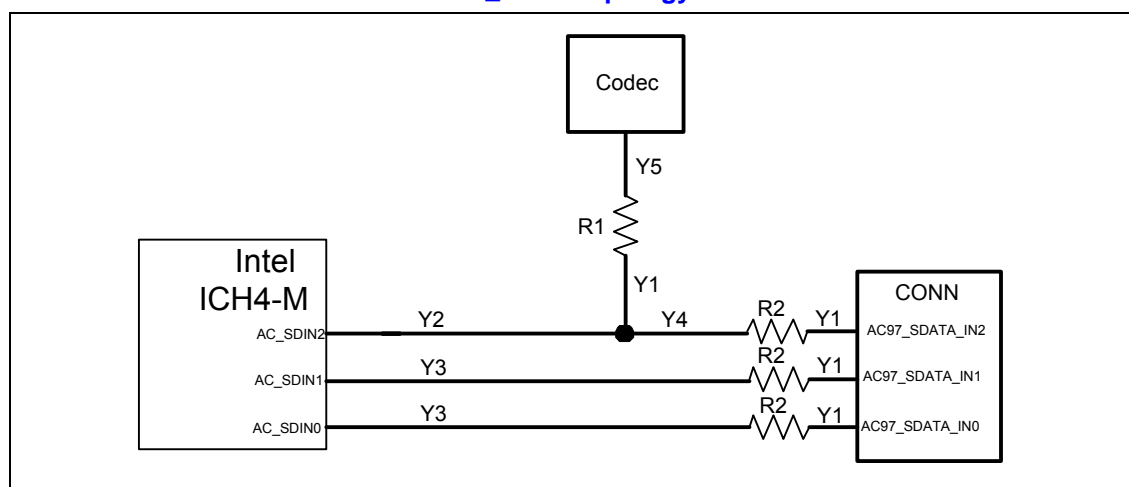 Codec
Y5
R1
Y1
Intel
ICH4-M
CONN
AC_SDIN2
Y2
Y4
R2
Y1
AC97_SDATA_IN2
AC_SDIN1
Y3
R2
Y1
AC97_SDATA_IN1
AC_SDIN0
Y3
R2
Y1
AC97_SDATA_IN0